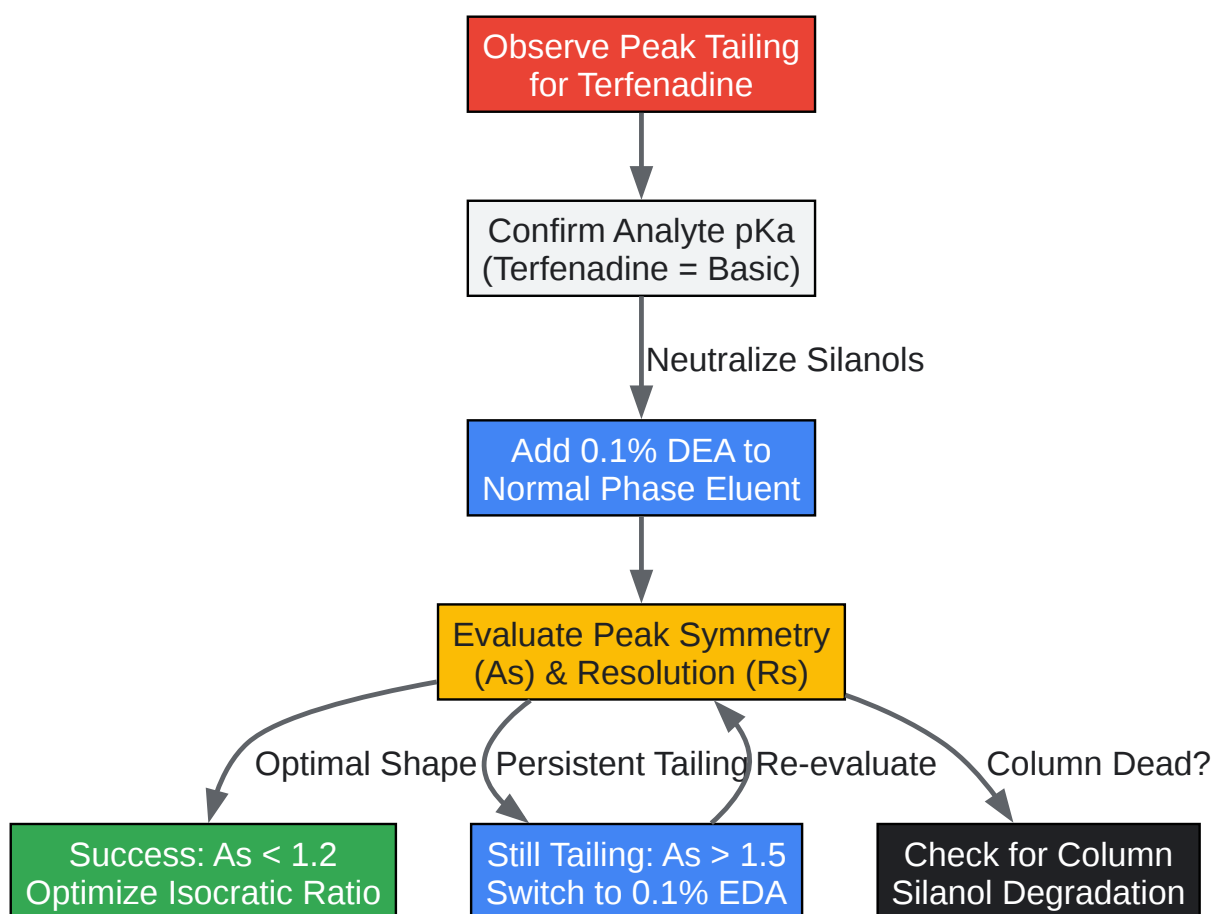 Observe Peak Tailing
for Terfenadine
Confirm Analyte pKa
(Terfenadine = Basic)
Neutralize Silanols
Add 0.1% DEA to
Normal Phase Eluent
Evaluate Peak Symmetry
(As) & Resolution (Rs)
Optimal Shape
Persistent Tailing
Re-evaluate
Column Dead?
Success: As < 1.2
Optimize Isocratic Ratio
Still Tailing: As > 1.5
Switch to 0.1% EDA
Check for Column
Silanol Degradation